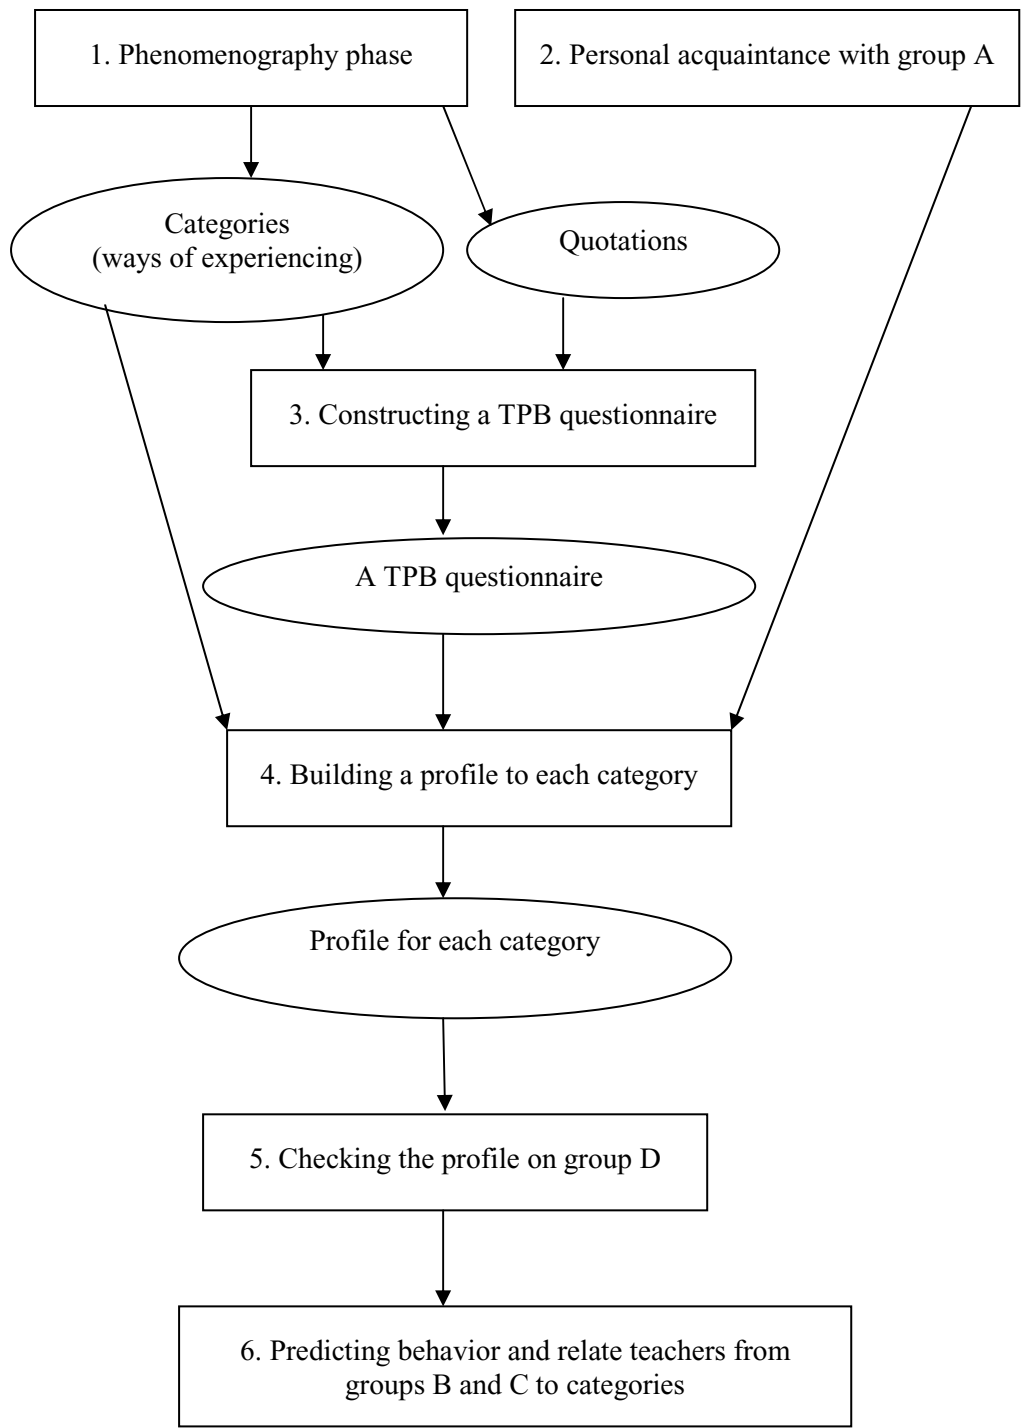 1. Phenomenography phase
2. Personal acquaintance with group A
Categories
(ways of experiencing)
Quotations
3. Constructing a TPB questionnaire
A TPB questionnaire
4. Building a profile to each category
Profile for each category
5. Checking the profile on group D
6. Predicting behavior and relate teachers from
groups B and C to categories